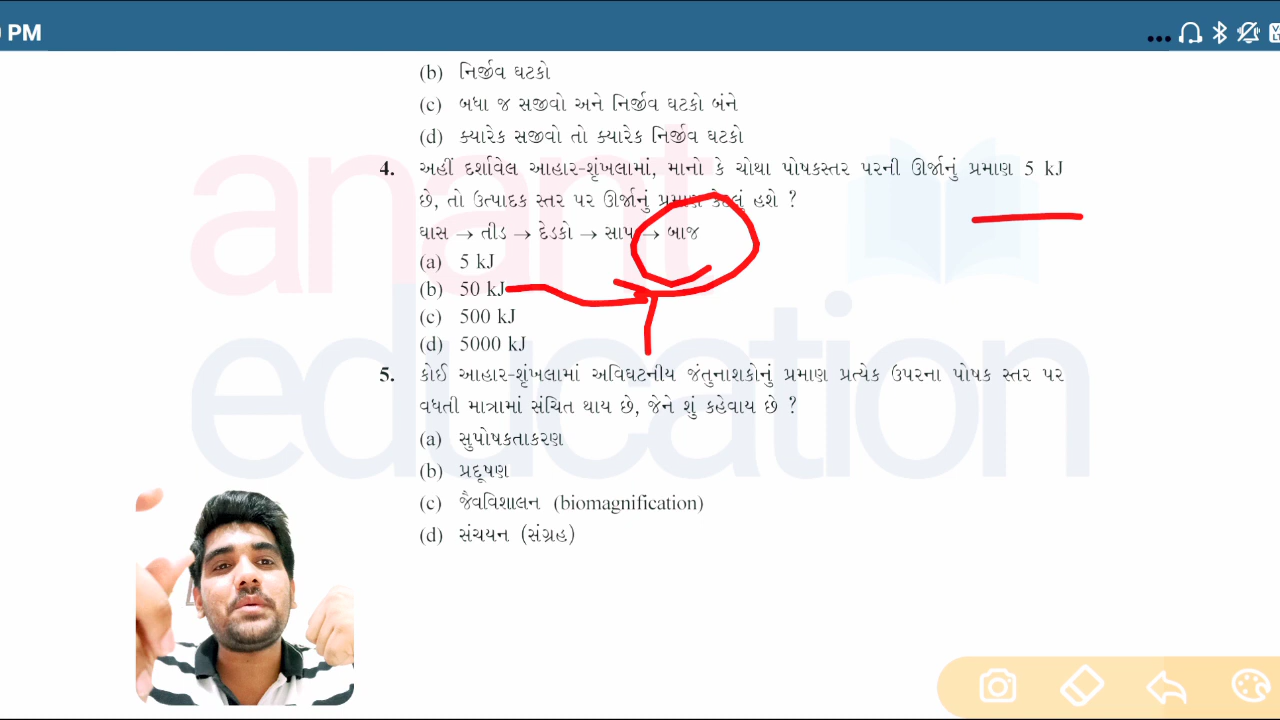 PM
(b) નિર્જીવ ઘટકો
(c) બધા જ સજીવો અને નિર્જીવ ઘટકો બંને
(d) ક્યારેક સજીવો તો ક્યારેક નિર્જીવ ઘટકો
4. અહીં દર્શાવેલ આહાર-શૃંખલામાં, માનો કે ચોથા પોષકસ્તર પરની ઊર્જાનું પ્રમાણ 5 kJ
છે, તો ઉત્પાદક સ્તર પર ઊર્જાનું પ્રમાણ કેટલું હશે ?
ઘાસ → તીડ → દેડકો → સાપ → બાજ
(a) 5 kJ
(b) 50 kJ
(c) 500 kJ
(d) 5000 kJ
5. કોઈ આહાર-શૃંખલામાં અવિઘટનીય જંતુનાશકોનું પ્રમાણ પ્રત્યેક ઉપરના પોષક સ્તર પર
વધતી માત્રામાં સંચિત થાય છે, જેને શું કહેવાય છે ?
(a) સુપોષકતાકરણ
(b) પ્રદૂષણ
(c) જૈવવિશાલન (biomagnification)
(d) સંચયન (સંગ્રહ)
anant
education